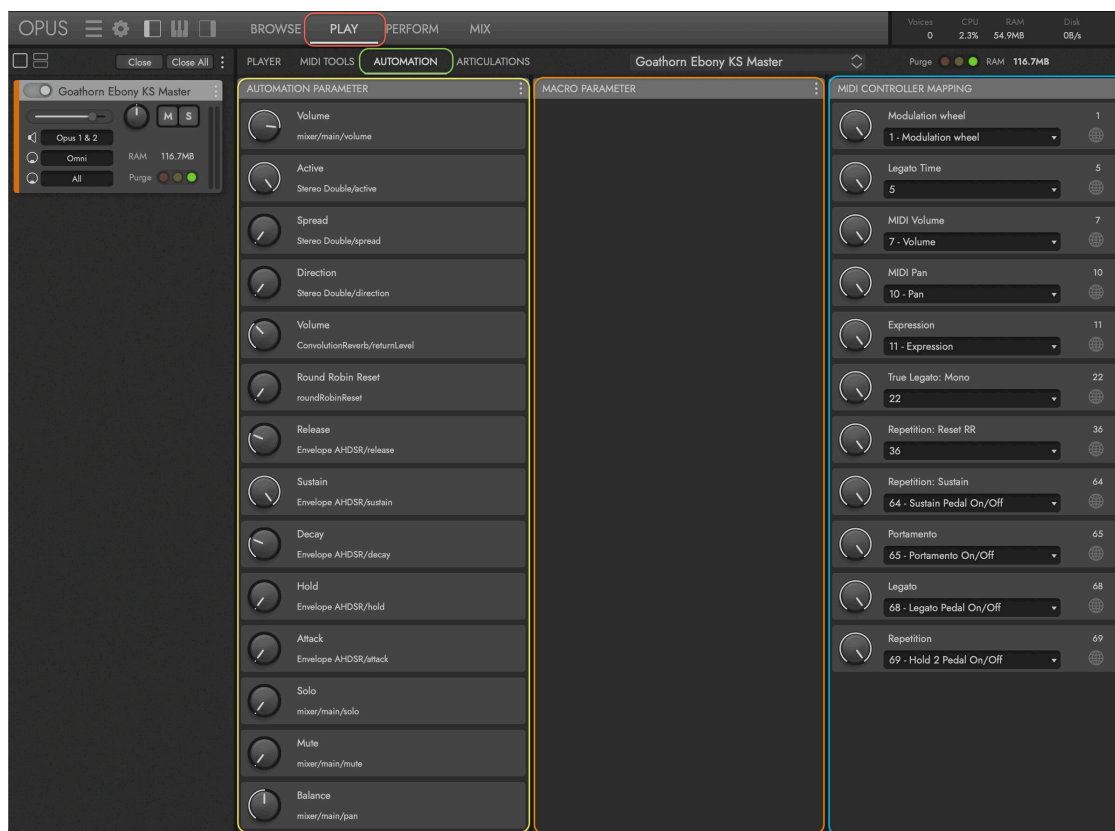 OPUS
BROWSE PLAY PERFORM MIX
Voices CPU RAM Disk
0 2.3% 54.9MB 0B/s
Close Close All
PLAYER MIDI TOOLS AUTOMATION ARTICULATIONS
Goathorn Ebony KS Master
Purge RAM 116.7MB
Goathorn Ebony KS Master
M S
Opus 1 & 2
Omni RAM 116.7MB
All Purge
AUTOMATION PARAMETER
Volume
mixer/main/volume
Active
Stereo Double/active
Spread
Stereo Double/spread
Direction
Stereo Double/direction
Volume
ConvolutionReverb/returnLevel
Round Robin Reset
roundRobinReset
Release
Envelope AHDSR/release
Sustain
Envelope AHDSR/sustain
Decay
Envelope AHDSR/decay
Hold
Envelope AHDSR/hold
Attack
Envelope AHDSR/attack
Solo
mixer/main/solo
Mute
mixer/main/mute
Balance
mixer/main/pan
MACRO PARAMETER
MIDI CONTROLLER MAPPING
Modulation wheel 1
1 - Modulation wheel
Legato Time 5
5
MIDI Volume 7
7 - Volume
MIDI Pan 10
10 - Pan
Expression 11
11 - Expression
True Legato: Mono 22
22
Repetition: Reset RR 36
36
Repetition: Sustain 64
64 - Sustain Pedal On/Off
Portamento 65
65 - Portamento On/Off
Legato 68
68 - Legato Pedal On/Off
Repetition 69
69 - Hold 2 Pedal On/Off